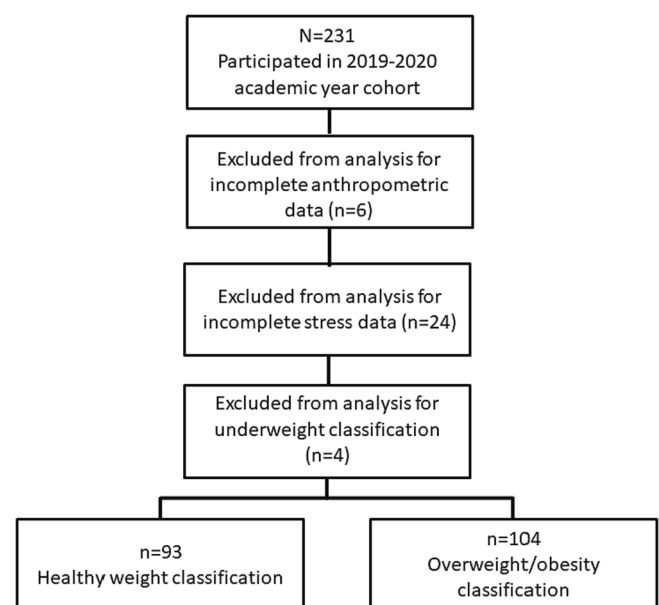 N=231
Participated in 2019-2020
academic year cohort
Excluded from analysis for
incomplete anthropometric
data (n=6)
Excluded from analysis for
incomplete stress data (n=24)
Excluded from analysis for
underweight classification
(n=4)
n=93
Healthy weight classification
n=104
Overweight/obesity
classification